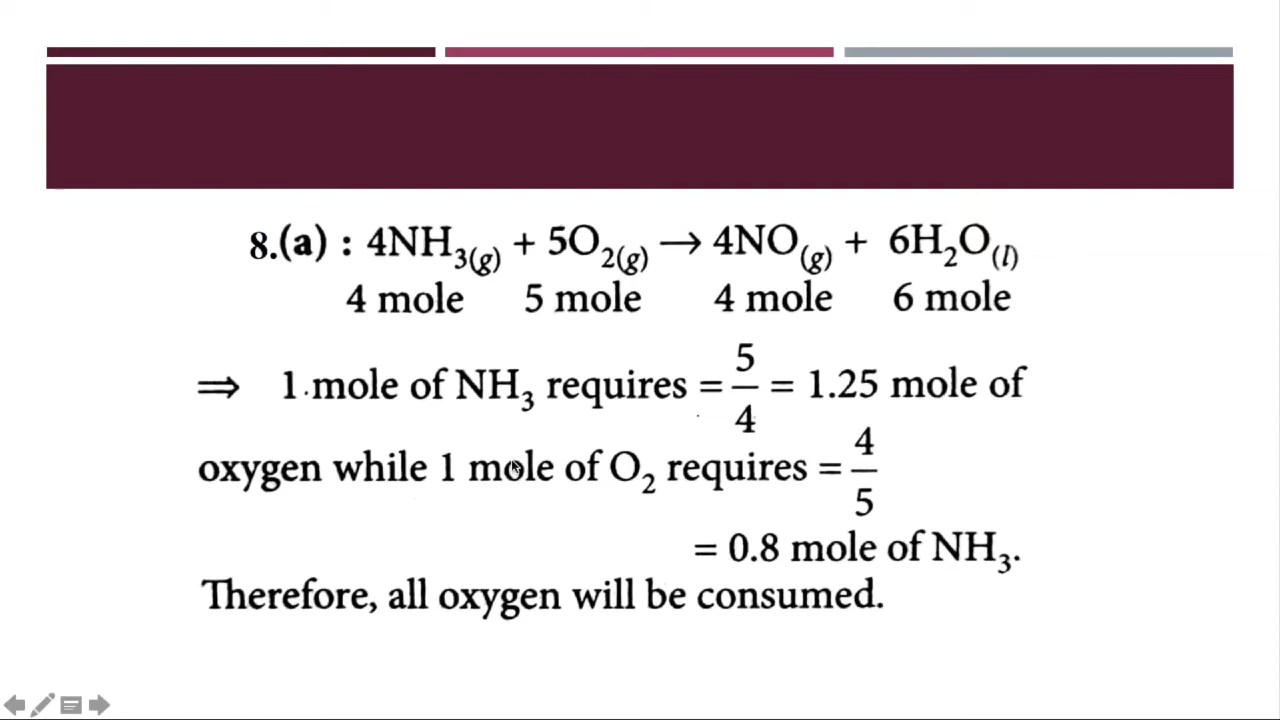 8.(a) : 4NH₃(g) + 5O₂(g) → 4NO(g) + 6H₂O(l)
4 mole 5 mole 4 mole 6 mole
⇒ 1 mole of NH₃ requires = 5/4 = 1.25 mole of
oxygen while 1 mole of O₂ requires = 4/5
= 0.8 mole of NH₃.
Therefore, all oxygen will be consumed.